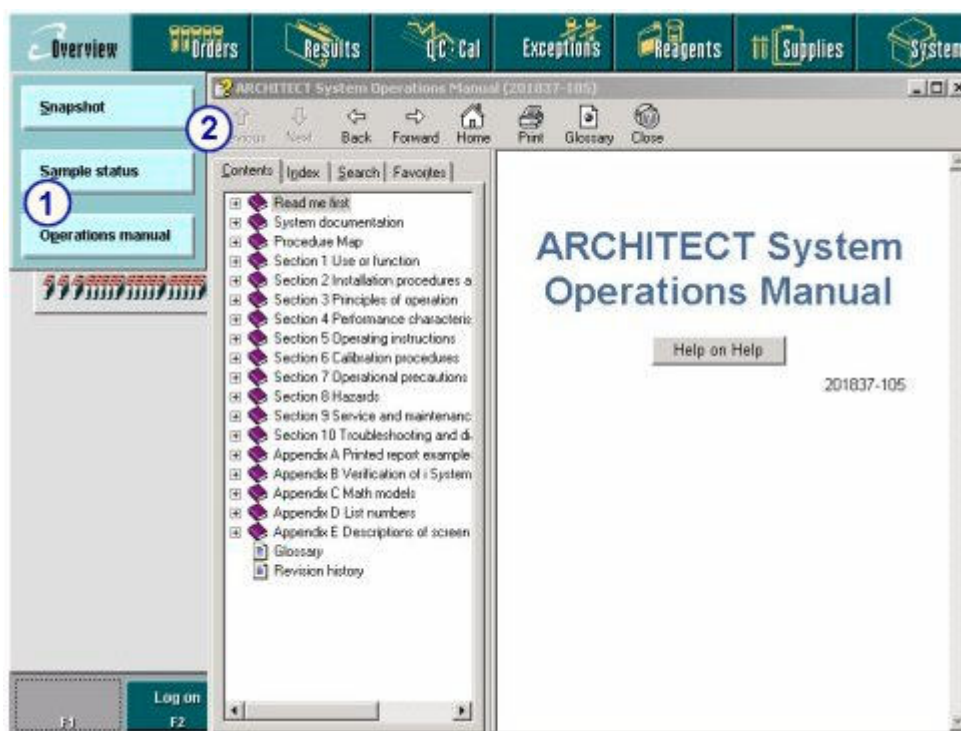 Overview Orders Results QC-Cal Exceptions Reagents Supplies System
Snapshot
Sample status
Operations manual
1
2
ARCHITECT System Operations Manual (201837-105)
Next Back Forward Home Print Glossary Close
Contents Index Search Favorites
Read me first
System documentation
Procedure Map
Section 1 Use or function
Section 2 Installation procedures a
Section 3 Principles of operation
Section 4 Performance characteris
Section 5 Operating instructions
Section 6 Calibration procedures
Section 7 Operational precautions
Section 8 Hazards
Section 9 Service and maintenanc
Section 10 Troubleshooting and di
Appendix A Printed report example
Appendix B Verification of i System
Appendix C Math models
Appendix D List numbers
Appendix E Descriptions of screen
Glossary
Revision history
ARCHITECT System
Operations Manual
Help on Help
201837-105
F1
Log on
F2